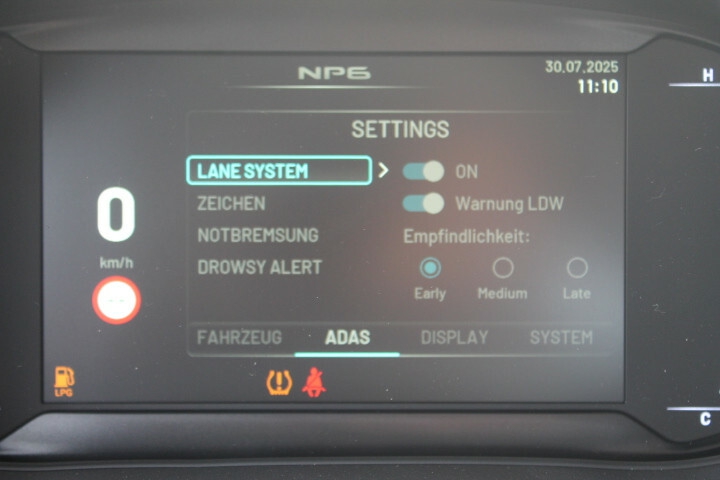 NP6
30.07.2025
11:10
H
SETTINGS
LANE SYSTEM
ON
ZEICHEN
Warnung LDW
NOTBREMSUNG
Empfindlichkeit:
DROWSY ALERT
Early
Medium
Late
0
km/h
FAHRZEUG
ADAS
DISPLAY
SYSTEM
LPG
C